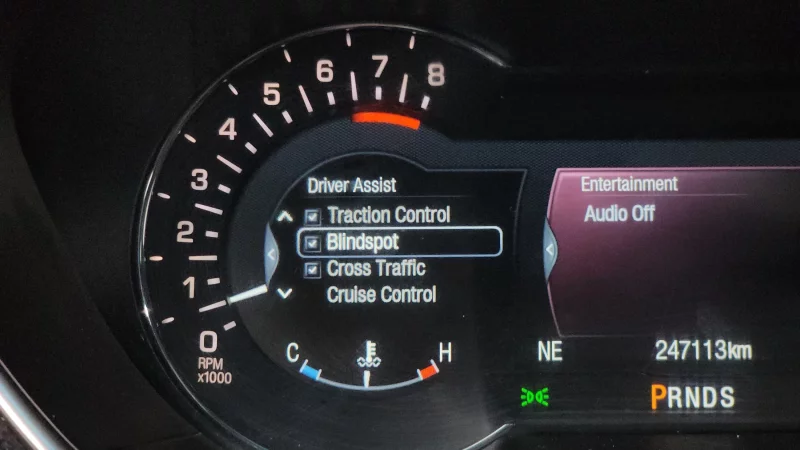 8
7
6
5
4
3
2
1
0
RPM
x1000
Driver Assist
Traction Control
Blindspot
Cross Traffic
Cruise Control
C
H
Entertainment
Audio Off
NE
247113km
PRNDS